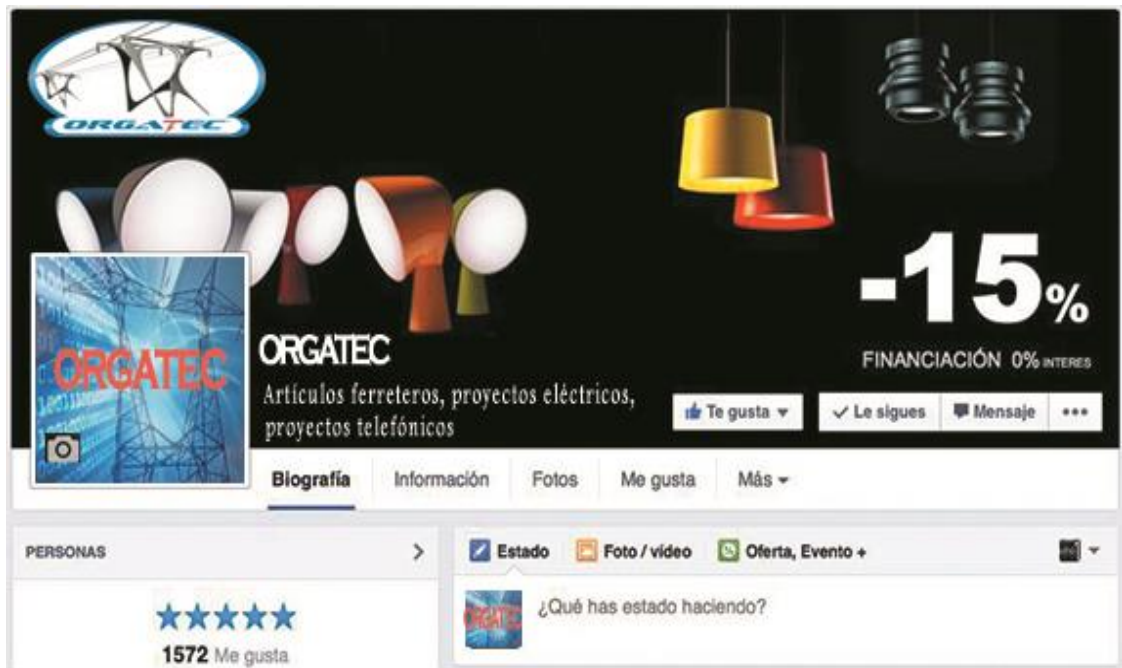 ORGATEC
-15%
FINANCIACIÓN 0% INTERES
ORGATEC
ORGATEC
Artículos ferreteros, proyectos eléctricos,
proyectos telefónicos
Te gusta
Le sigues
Mensaje
Biografía
Información
Fotos
Me gusta
Más
PERSONAS
1572 Me gusta
Estado
Foto / vídeo
Oferta, Evento +
ORGATEC
¿Qué has estado haciendo?